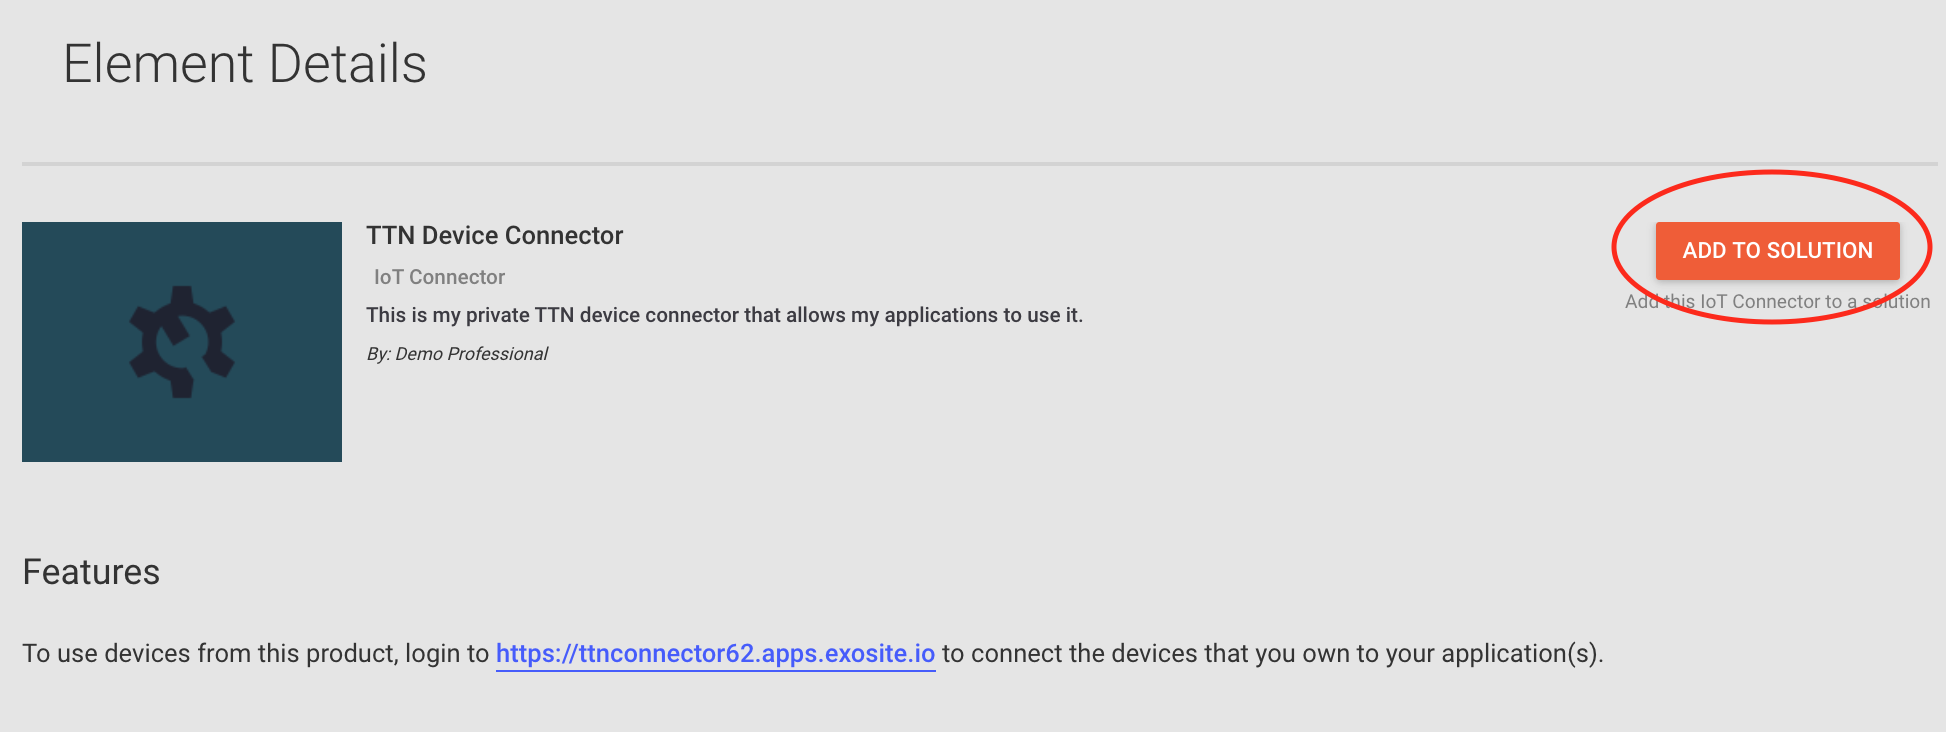 Element Details
TTN Device Connector
IoT Connector
This is my private TTN device connector that allows my applications to use it.
By: Demo Professional
ADD TO SOLUTION
Add this IoT Connector to a solution
Features
To use devices from this product, login to https://ttnconnector62.apps.exosite.io to connect the devices that you own to your application(s).